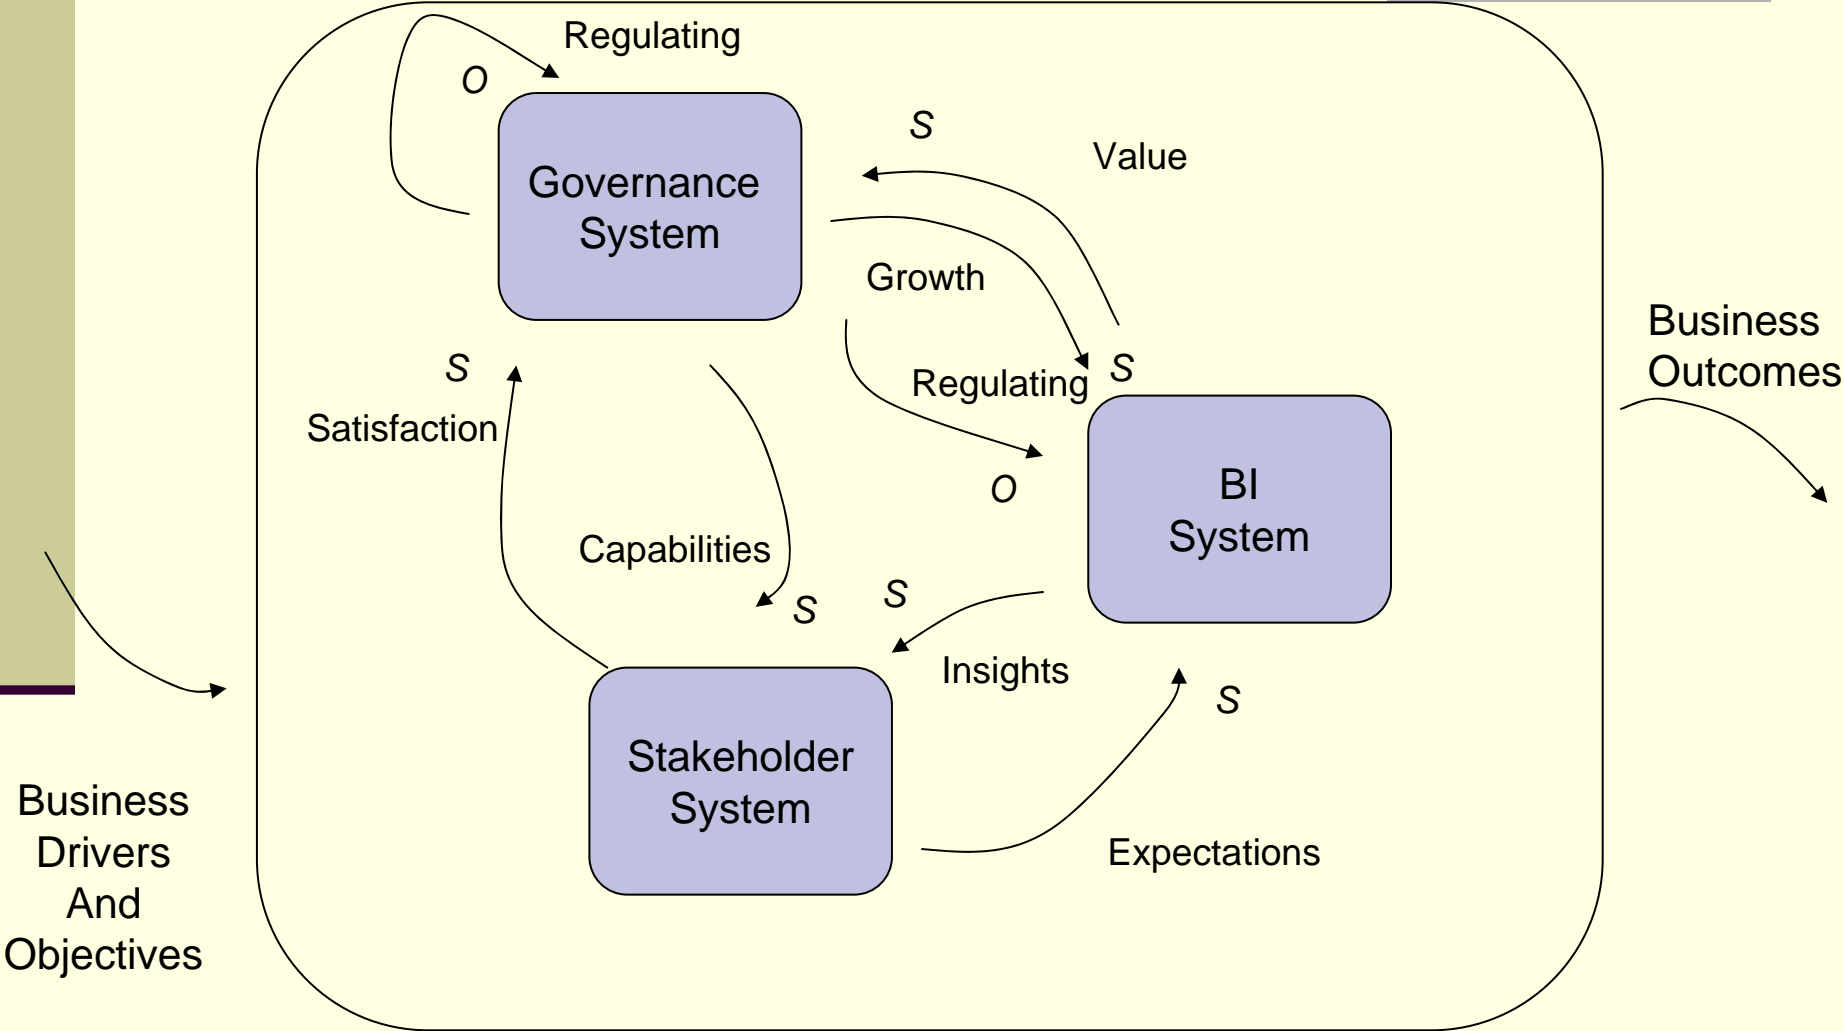 Regulating
O
Governance
System
S
Value
Growth
Regulating
S
O
S
Satisfaction
Capabilities
S
BI
System
S
Insights
S
Expectations
Stakeholder
System
Business
Drivers
And
Objectives
Business
Outcomes